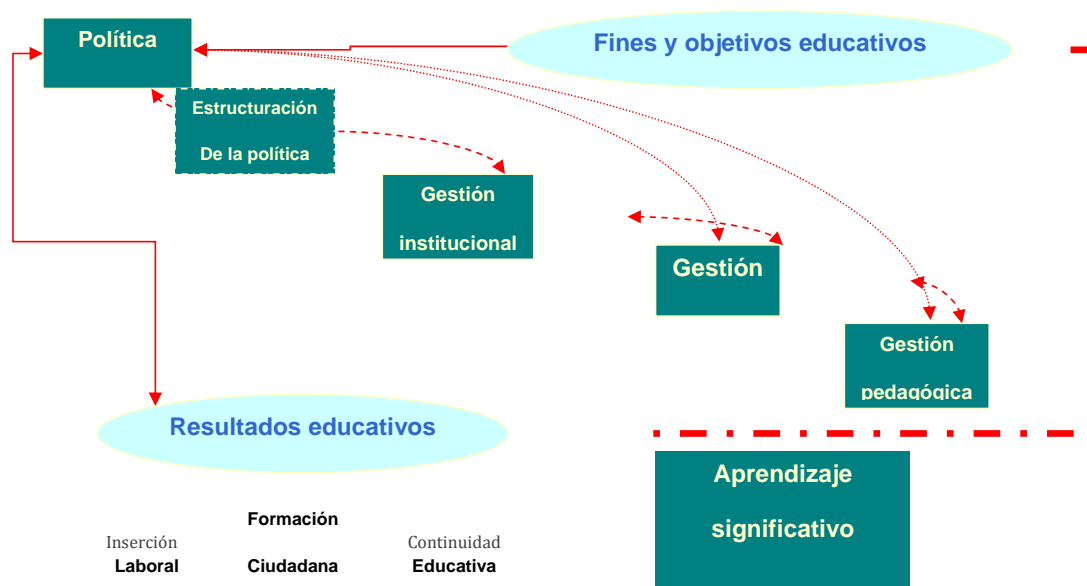 Política
Fines y objetivos educativos
Estructuración
De la política
Gestión
institucional
Gestión
Gestión
pedagógica
Resultados educativos
Aprendizaje
significativo
Formación
Inserción
Continuidad
Laboral
Ciudadana
Educativa